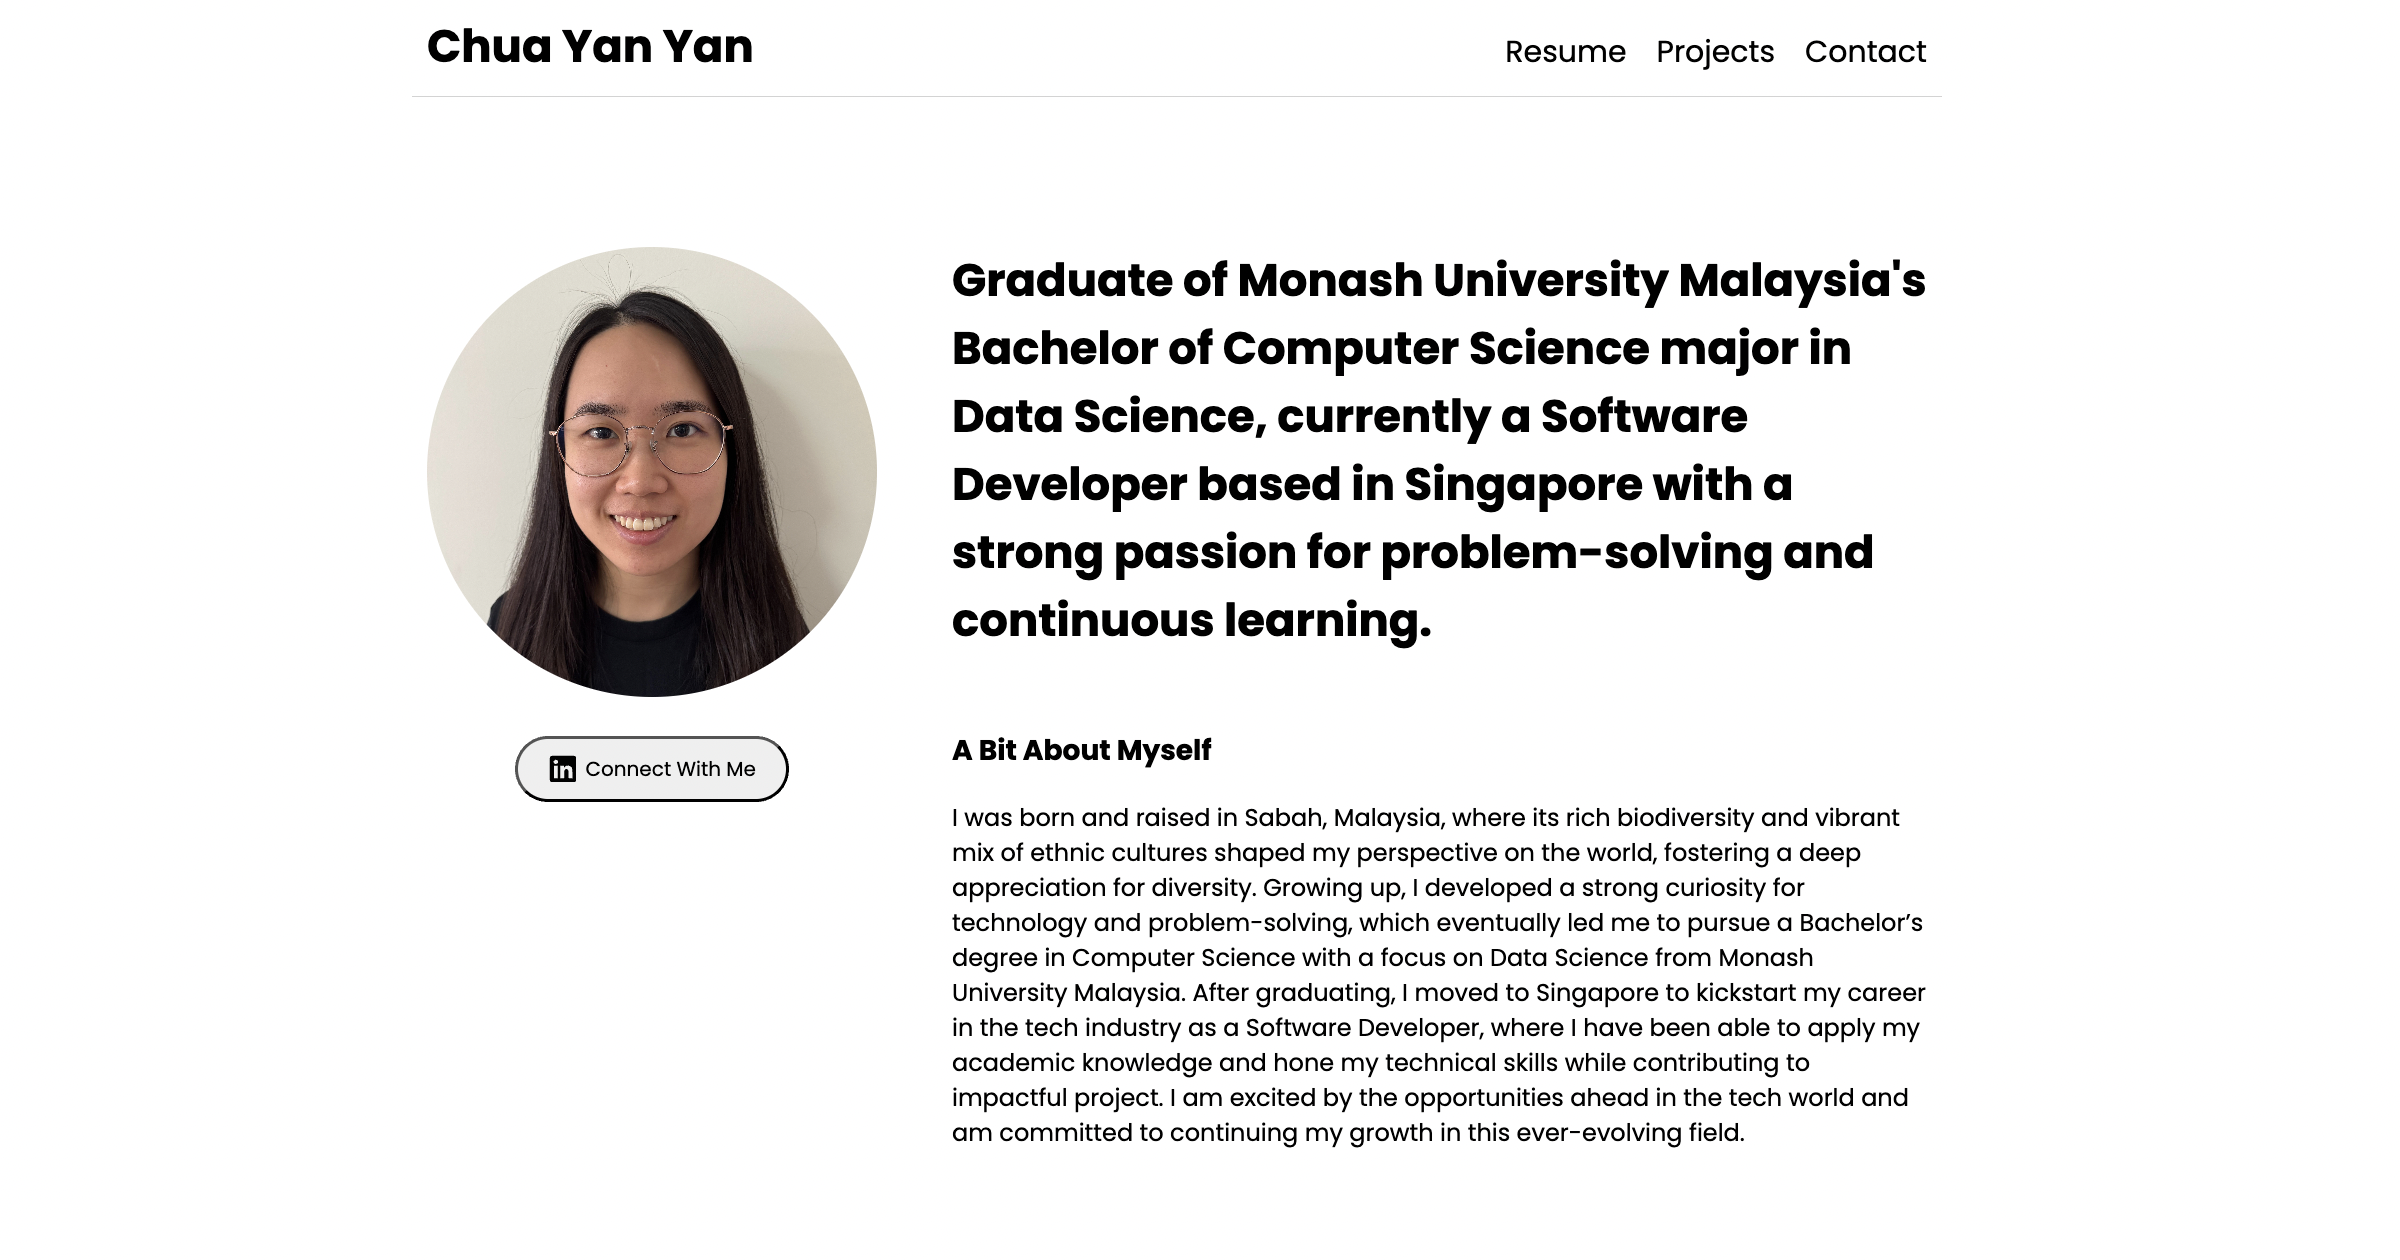 Chua Yan Yan
Resume Projects Contact
Graduate of Monash University Malaysia's
Bachelor of Computer Science major in
Data Science, currently a Software
Developer based in Singapore with a
strong passion for problem-solving and
continuous learning.
in Connect With Me
A Bit About Myself
I was born and raised in Sabah, Malaysia, where its rich biodiversity and vibrant
mix of ethnic cultures shaped my perspective on the world, fostering a deep
appreciation for diversity. Growing up, I developed a strong curiosity for
technology and problem-solving, which eventually led me to pursue a Bachelor’s
degree in Computer Science with a focus on Data Science from Monash
University Malaysia. After graduating, I moved to Singapore to kickstart my career
in the tech industry as a Software Developer, where I have been able to apply my
academic knowledge and hone my technical skills while contributing to
impactful project. I am excited by the opportunities ahead in the tech world and
am committed to continuing my growth in this ever-evolving field.